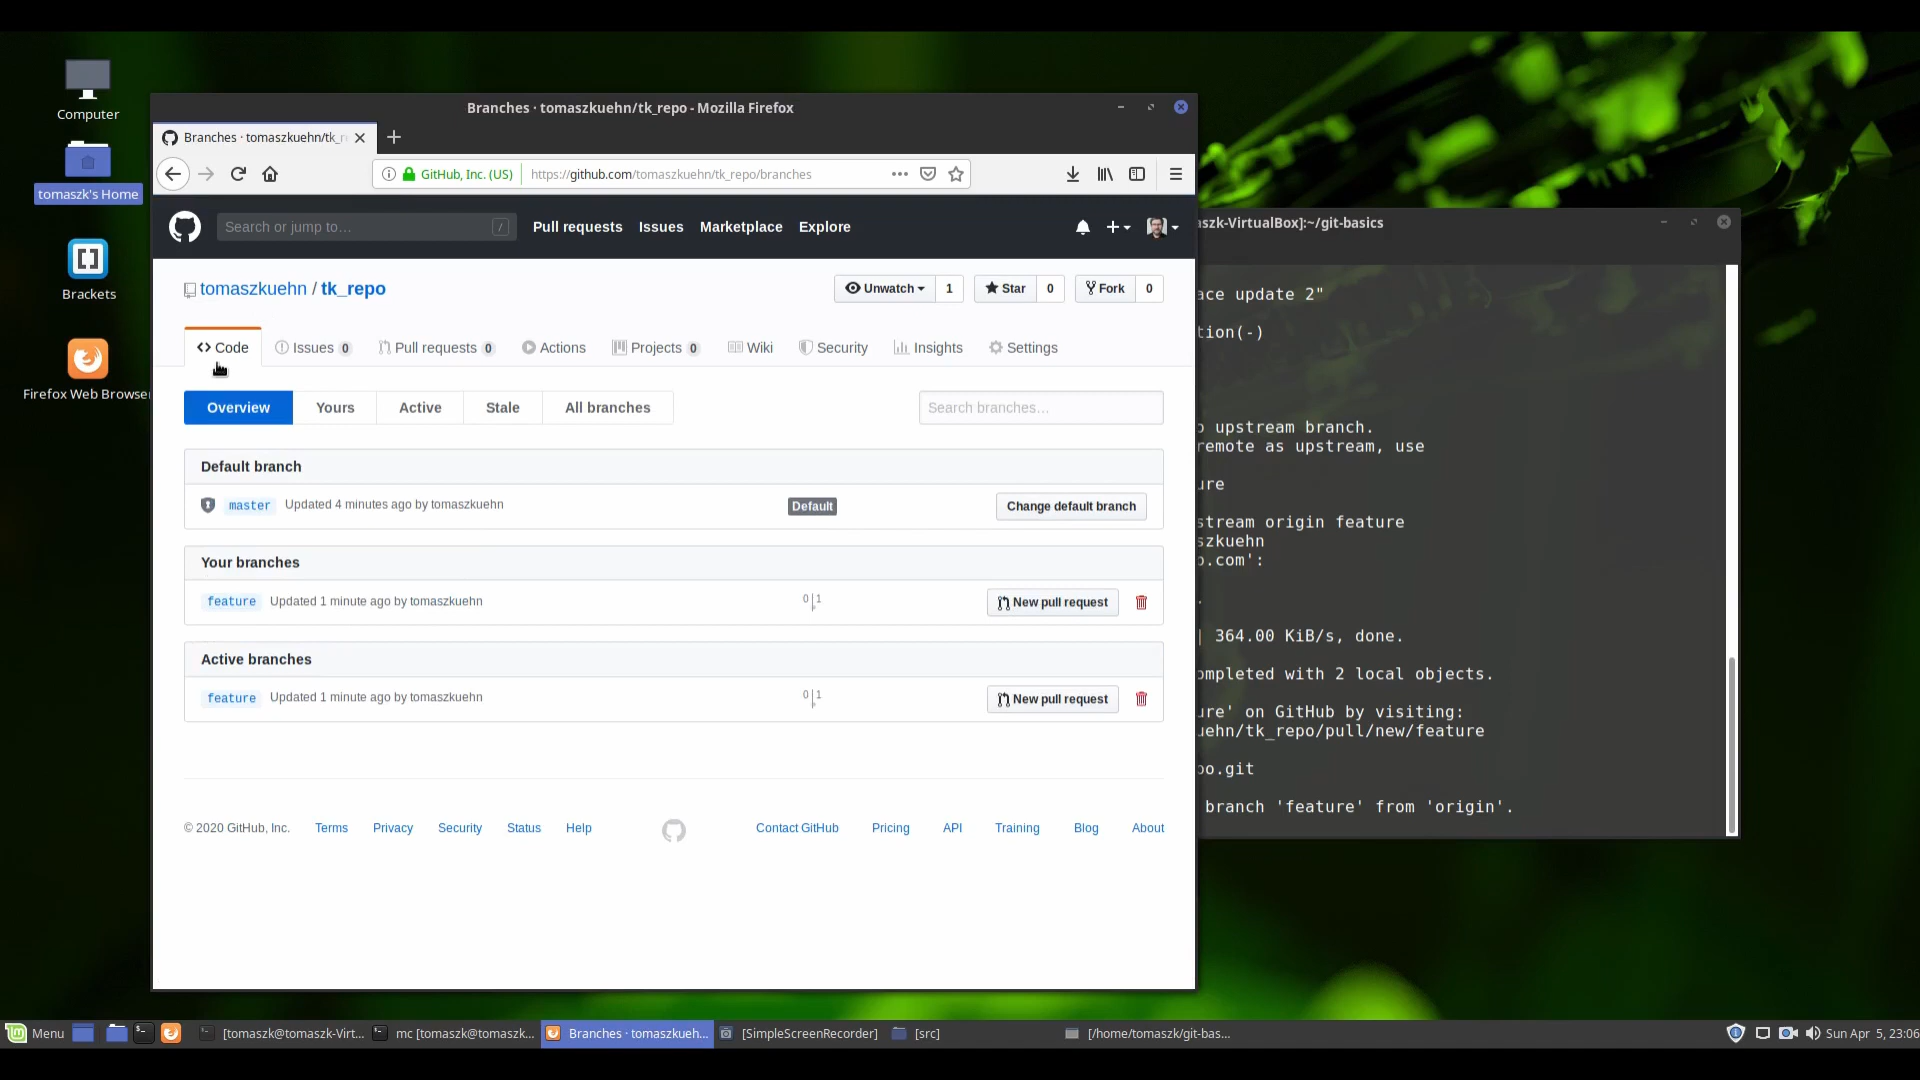 Computer
tomaszk's Home
Brackets
Firefox Web Browse
Branches · tomaszkuehn/tk_repo - Mozilla Firefox
Branches · tomaszkuehn/tk_r
GitHub, Inc. (US) https://github.com/tomaszkuehn/tk_repo/branches
Search or jump to… / Pull requests Issues Marketplace Explore
tomaszkuehn / tk_repo
Unwatch 1 Star 0 Fork 0
Code Issues 0 Pull requests 0 Actions Projects 0 Wiki Security Insights Settings
Overview Yours Active Stale All branches Search branches…
Default branch
master Updated 4 minutes ago by tomaszkuehn Default Change default branch
Your branches
feature Updated 1 minute ago by tomaszkuehn 0 1 New pull request
Active branches
feature Updated 1 minute ago by tomaszkuehn 0 1 New pull request
© 2020 GitHub, Inc. Terms Privacy Security Status Help Contact GitHub Pricing API Training Blog About
szk-VirtualBox]:~/git-basics
ace update 2"
tion(-)
o upstream branch.
remote as upstream, use
ure
stream origin feature
szkuehn
b.com':
.
| 364.00 KiB/s, done.
ompleted with 2 local objects.
ure' on GitHub by visiting:
uehn/tk_repo/pull/new/feature
po.git
branch 'feature' from 'origin'.
Menu [tomaszk@tomaszk-Virt... mc [tomaszk@tomaszk... Branches · tomaszkueh... [SimpleScreenRecorder] [src] [/home/tomaszk/git-bas... Sun Apr 5, 23:06